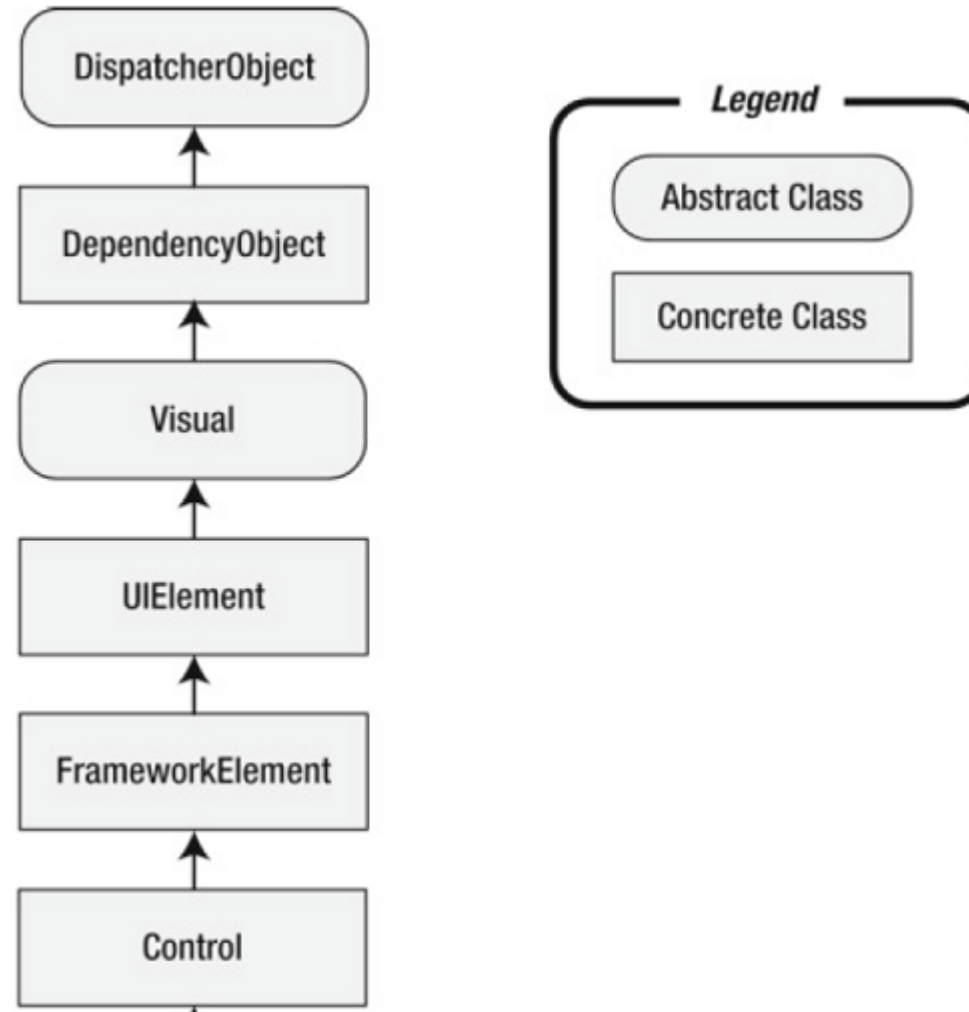 DispatcherObject
DependencyObject
Visual
UIElement
FrameworkElement
Control
Legend
Abstract Class
Concrete Class